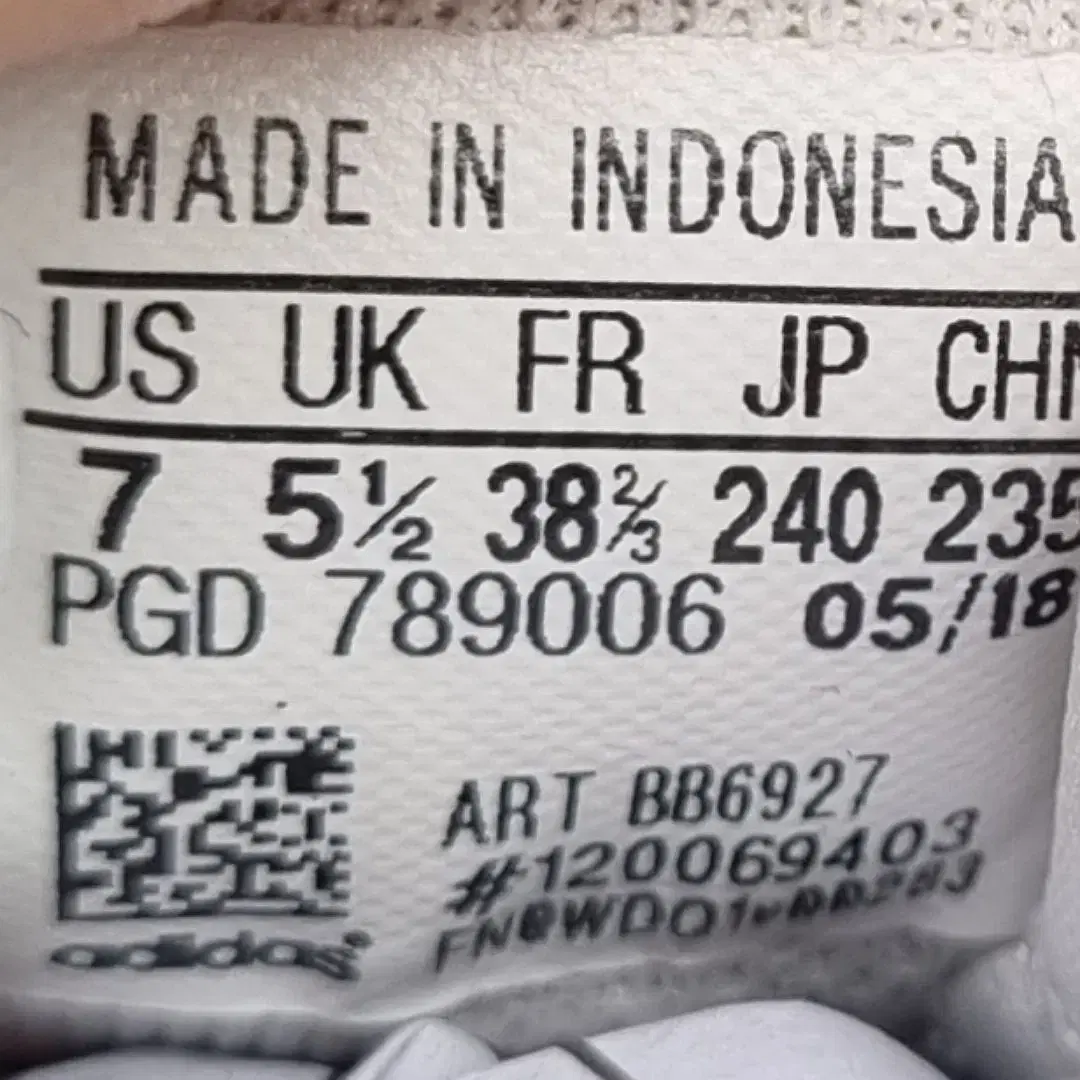 MADE IN INDONESIA
US UK FR JP CHN
7 5½ 38⅔ 240 235
PGD 789006 05/18
ART BB6927
#120069403
adidas